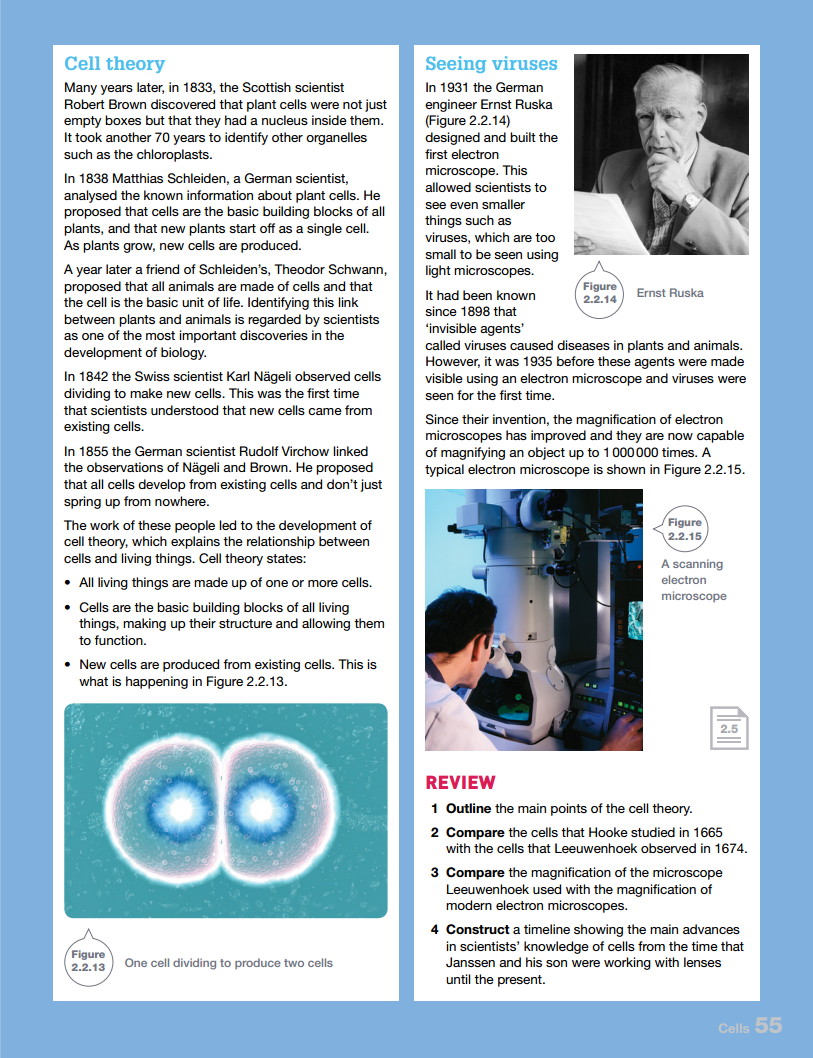 Cell theory
Many years later, in 1833, the Scottish scientist
Robert Brown discovered that plant cells were not just
empty boxes but that they had a nucleus inside them.
It took another 70 years to identify other organelles
such as the chloroplasts.
In 1838 Matthias Schleiden, a German scientist,
analysed the known information about plant cells. He
proposed that cells are the basic building blocks of all
plants, and that new plants start off as a single cell.
As plants grow, new cells are produced.
A year later a friend of Schleiden's, Theodor Schwann,
proposed that all animals are made of cells and that
the cell is the basic unit of life. Identifying this link
between plants and animals is regarded by scientists
as one of the most important discoveries in the
development of biology.
In 1842 the Swiss scientist Karl Nägeli observed cells
dividing to make new cells. This was the first time
that scientists understood that new cells came from
existing cells.
In 1855 the German scientist Rudolf Virchow linked
the observations of Nägeli and Brown. He proposed
that all cells develop from existing cells and don't just
spring up from nowhere.
The work of these people led to the development of
cell theory, which explains the relationship between
cells and living things. Cell theory states:
• All living things are made up of one or more cells.
• Cells are the basic building blocks of all living
things, making up their structure and allowing them
to function.
• New cells are produced from existing cells. This is
what is happening in Figure 2.2.13.
Figure
2.2.13
One cell dividing to produce two cells
Seeing viruses
In 1931 the German
engineer Ernst Ruska
(Figure 2.2.14)
designed and built the
first electron
microscope. This
allowed scientists to
see even smaller
things such as
viruses, which are too
small to be seen using
light microscopes.
Figure
2.2.14
Ernst Ruska
It had been known
since 1898 that
'invisible agents'
called viruses caused diseases in plants and animals.
However, it was 1935 before these agents were made
visible using an electron microscope and viruses were
seen for the first time.
Since their invention, the magnification of electron
microscopes has improved and they are now capable
of magnifying an object up to 1 000 000 times. A
typical electron microscope is shown in Figure 2.2.15.
Figure
2.2.15
A scanning
electron
microscope
2.5
REVIEW
1 Outline the main points of the cell theory.
2 Compare the cells that Hooke studied in 1665
with the cells that Leeuwenhoek observed in 1674.
3 Compare the magnification of the microscope
Leeuwenhoek used with the magnification of
modern electron microscopes.
4 Construct a timeline showing the main advances
in scientists' knowledge of cells from the time that
Janssen and his son were working with lenses
until the present.
Cells 55